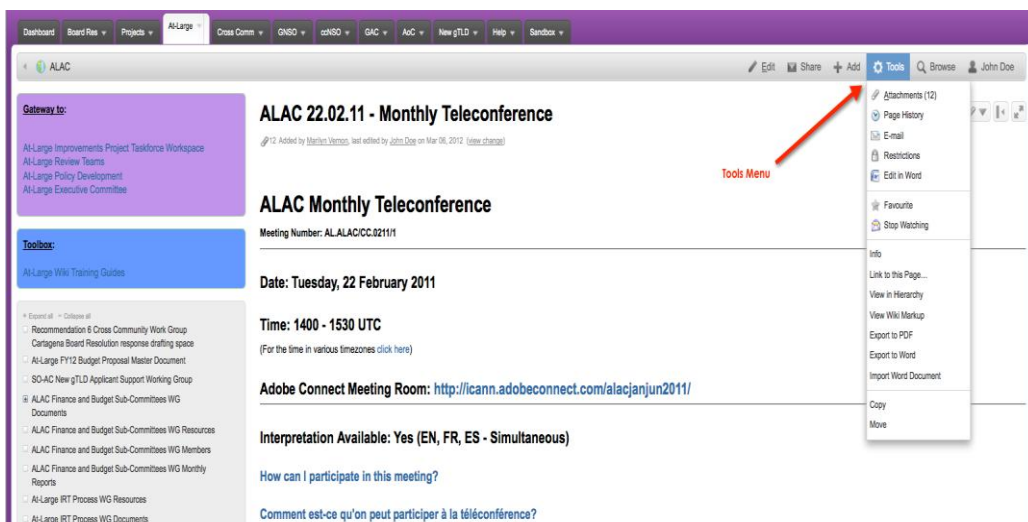 Dashboard Board Res Projects At-Large Cross Comm GNSO ccNSO GAC AoC New gTLD Help Sandbox
ALAC
Edit Share Add Tools Browse John Doe
Gateway to:
At-Large Improvements Project Taskforce Workspace
At-Large Review Teams
At-Large Policy Development
At-Large Executive Committee
Toolbox:
At-Large Wiki Training Guides
Expand all Collapse all
Recommendation 6 Cross Community Work Group
Cartagena Board Resolution response drafting space
At-Large FY12 Budget Proposal Master Document
SO-AC New gTLD Applicant Support Working Group
ALAC Finance and Budget Sub-Committees WG
Documents
ALAC Finance and Budget Sub-Committees WG Resources
ALAC Finance and Budget Sub-Committees WG Members
ALAC Finance and Budget Sub-Committees WG Monthly
Reports
At-Large IRT Process WG Resources
At-Large IRT Process WG Documents
ALAC 22.02.11 - Monthly Teleconference
12 Added by Marilyn Vernon, last edited by John Doe on Mar 06, 2012 (view change)
ALAC Monthly Teleconference
Meeting Number: AL.ALAC/CC.0211/1
Date: Tuesday, 22 February 2011
Time: 1400 - 1530 UTC
(For the time in various timezones click here)
Adobe Connect Meeting Room: http://icann.adobeconnect.com/alacjanjun2011/
Interpretation Available: Yes (EN, FR, ES - Simultaneous)
How can I participate in this meeting?
Comment est-ce qu'on peut participer à la téléconférence?
Tools Menu
Attachments (12)
Page History
E-mail
Restrictions
Edit in Word
Favourite
Stop Watching
Info
Link to this Page...
View in Hierarchy
View Wiki Markup
Export to PDF
Export to Word
Import Word Document
Copy
Move